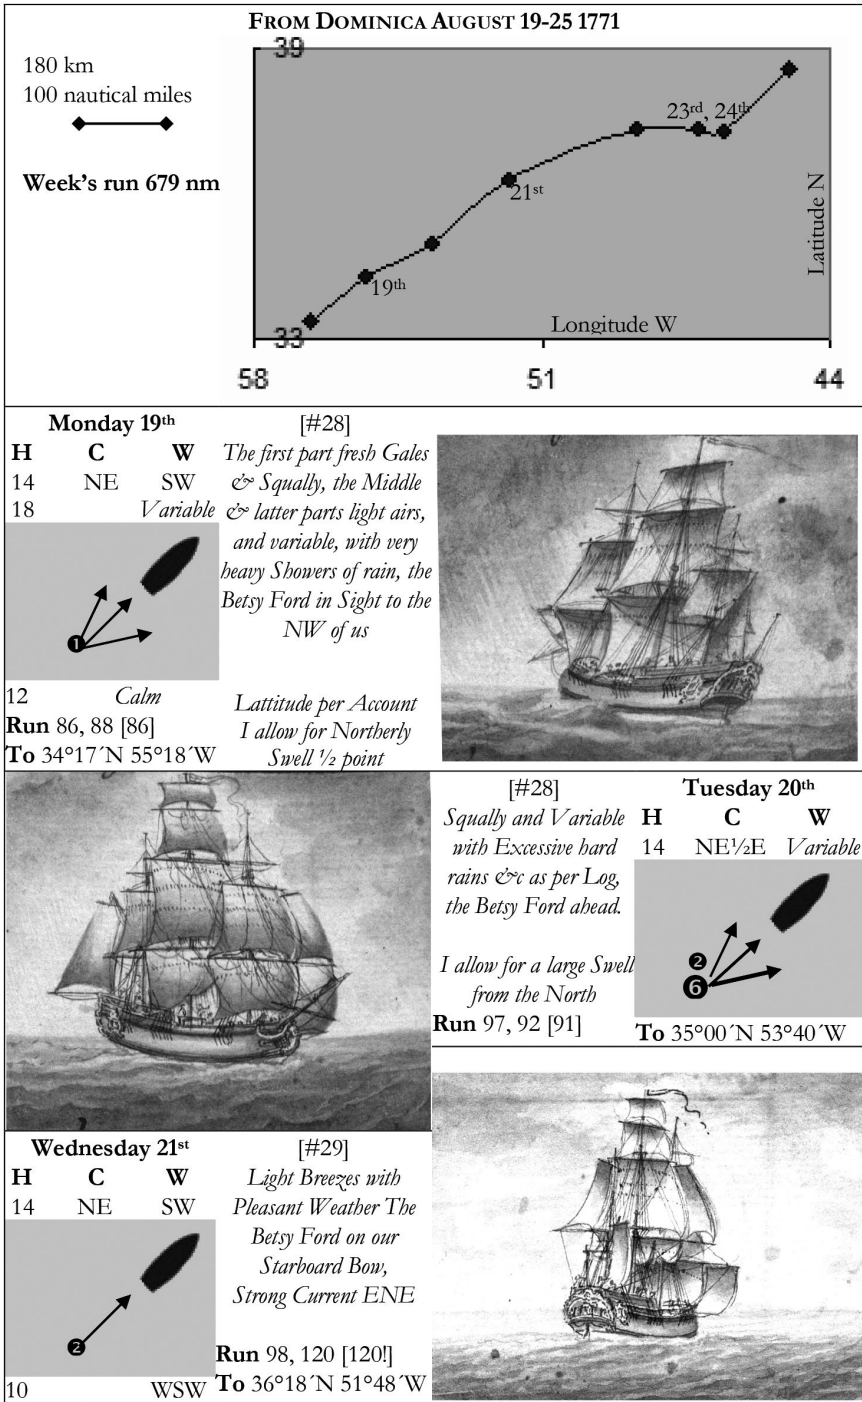 FROM DOMINICA AUGUST 19-25 1771
180 km
100 nautical miles
Week's run 679 nm
39
33
58
51
44
23rd, 24th
21st
19th
Latitude N
Longitude W
Monday 19th
H C W
14 NE SW
18 Variable
1
12 Calm
Run 86, 88 [86]
To 34°17´N 55°18´W
[#28]
The first part fresh Gales
& Squally, the Middle
& latter parts light airs,
and variable, with very
heavy Showers of rain, the
Betsy Ford in Sight to the
NW of us
Lattitude per Account
I allow for Northerly
Swell ½ point
[#28]
Squally and Variable
with Excessive hard
rains &c as per Log,
the Betsy Ford ahead.
I allow for a large Swell
from the North
Run 97, 92 [91]
Tuesday 20th
H C W
14 NE½E Variable
2
6
To 35°00´N 53°40´W
Wednesday 21st
H C W
14 NE SW
2
10 WSW
[#29]
Light Breezes with
Pleasant Weather The
Betsy Ford on our
Starboard Bow,
Strong Current ENE
Run 98, 120 [120!]
To 36°18´N 51°48´W